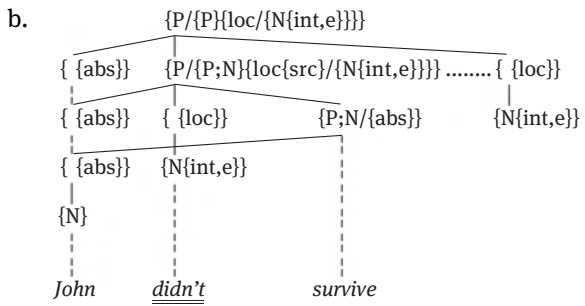 b. {P/{P}{loc/{N{int,e}}}}
{ {abs}} {P/{P;N}{loc{src}/{N{int,e}}}} ........ { {loc}}
{ {abs}} { {loc}} {P;N/{abs}} {N{int,e}}
{ {abs}} {N{int,e}}
{N}
John didn't survive